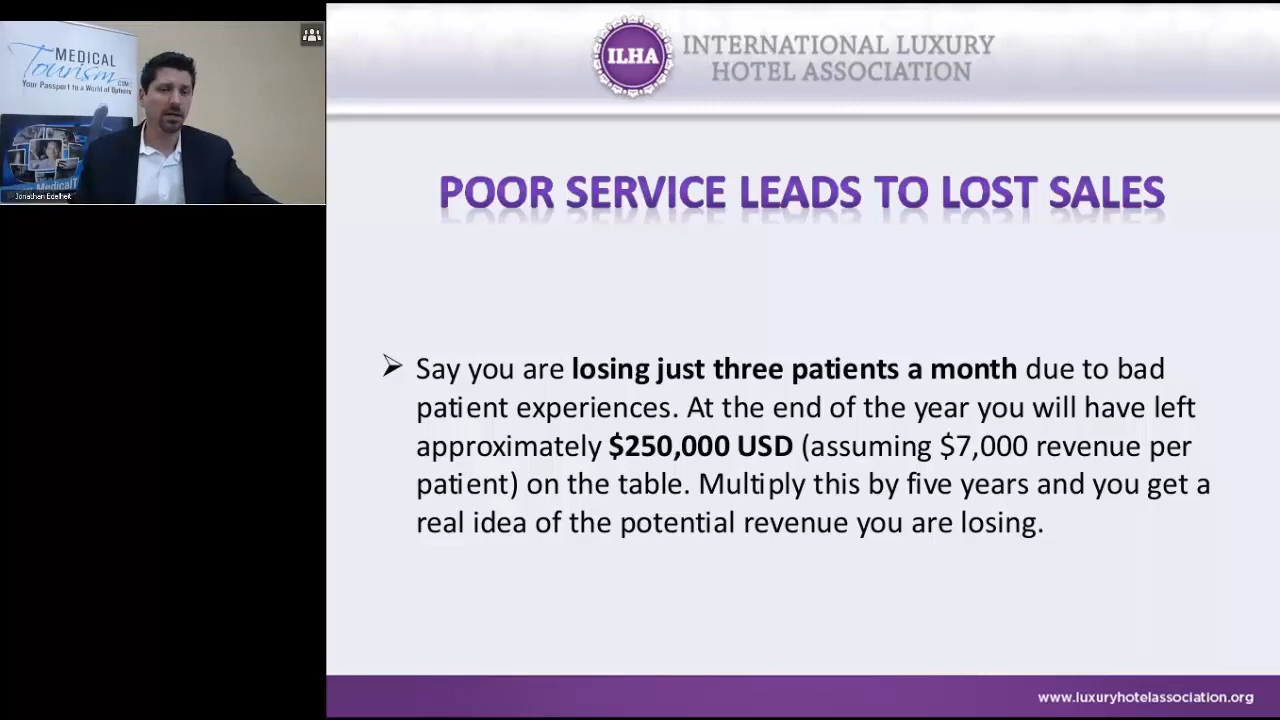 MEDICAL
Tourism
.COM
Your Passport to a World of Options
Jonathan Edelheit
ILHA
INTERNATIONAL LUXURY
HOTEL ASSOCIATION
POOR SERVICE LEADS TO LOST SALES
➢ Say you are losing just three patients a month due to bad
patient experiences. At the end of the year you will have left
approximately $250,000 USD (assuming $7,000 revenue per
patient) on the table. Multiply this by five years and you get a
real idea of the potential revenue you are losing.
www.luxuryhotelassociation.org